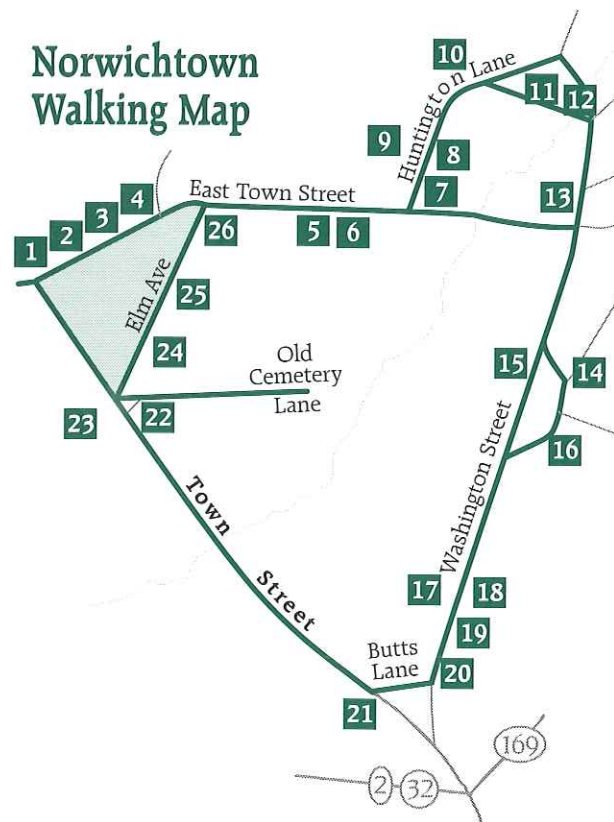 Norwichtown
Walking Map
10
Huntington Lane
11
12
9
8
7
13
4
3
2
1
East Town Street
26
5
6
Elm Ave
25
24
Old
Cemetery
Lane
15
14
23
22
16
Washington Street
Town
Street
17
18
19
Butts
Lane
20
21
169
2
32